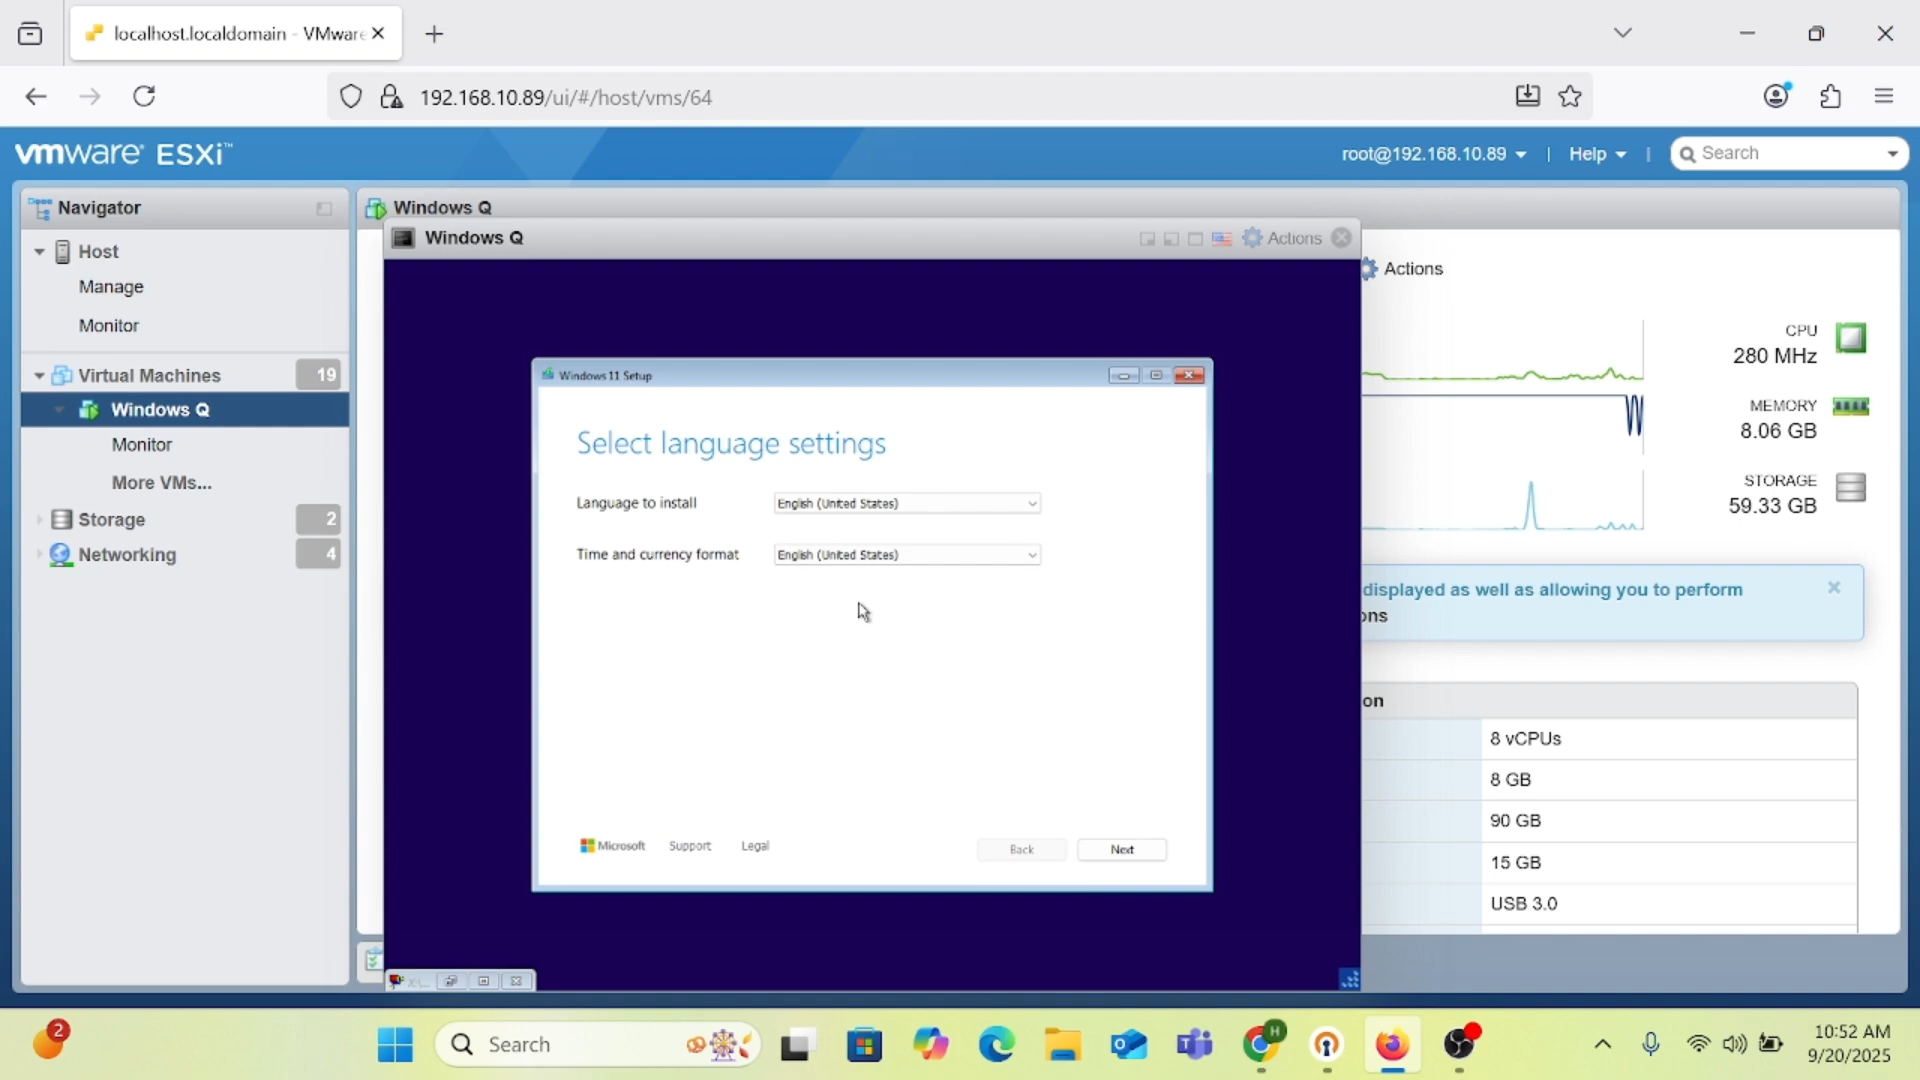 localhost.localdomain - VMware
192.168.10.89/ui/#/host/vms/64
vmware ESXi™
root@192.168.10.89
Help
Search
Navigator
Host
Manage
Monitor
Virtual Machines
19
Windows Q
Monitor
More VMs...
Storage
2
Networking
4
Windows Q
Windows Q
Actions
Actions
CPU
280 MHz
MEMORY
8.06 GB
STORAGE
59.33 GB
displayed as well as allowing you to perform
ons
on
8 vCPUs
8 GB
90 GB
15 GB
USB 3.0
Windows 11 Setup
Select language settings
Language to install
English (United States)
Time and currency format
English (United States)
Microsoft
Support
Legal
Back
Next
2
Search
H
10:52 AM
9/20/2025